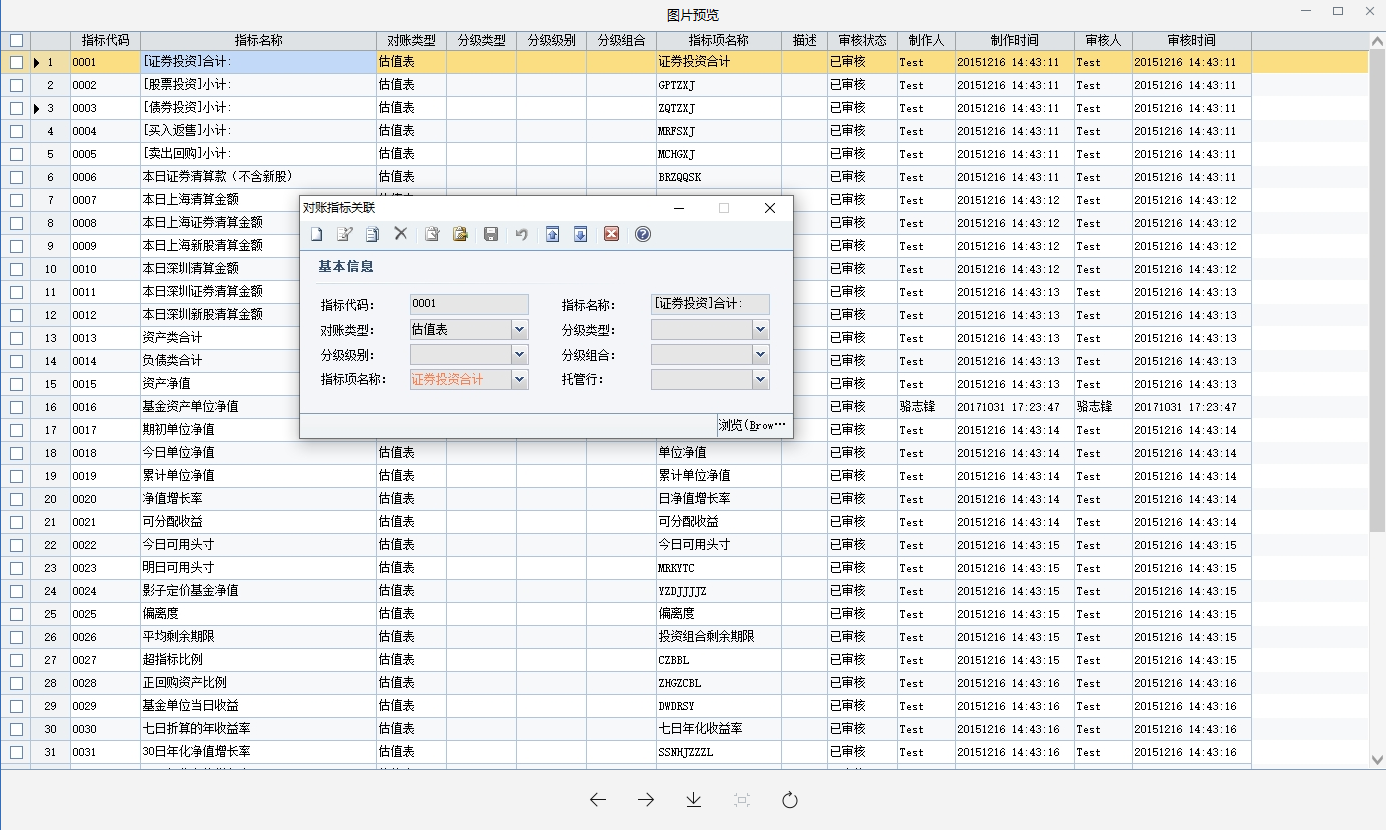 图片预览
指标代码 指标名称 对账类型 分级类型 分级级别 分级组合 指标项名称 描述 审核状态 制作人 制作时间 审核人 审核时间
1 0001 [证券投资]合计: 估值表 证券投资合计 已审核 Test 20151216 14:43:11 Test 20151216 14:43:11
2 0002 [股票投资]小计: 估值表 GPTZXJ 已审核 Test 20151216 14:43:11 Test 20151216 14:43:11
3 0003 [债券投资]小计: 估值表 ZQTZXJ 已审核 Test 20151216 14:43:11 Test 20151216 14:43:11
4 0004 [买入返售]小计: 估值表 MRFSXJ 已审核 Test 20151216 14:43:11 Test 20151216 14:43:11
5 0005 [卖出回购]小计: 估值表 MCHGXJ 已审核 Test 20151216 14:43:11 Test 20151216 14:43:11
6 0006 本日证券清算款（不含新股） 估值表 BRZQQSK 已审核 Test 20151216 14:43:11 Test 20151216 14:43:11
7 0007 本日上海清算金额 已审核 Test 20151216 14:43:12 Test 20151216 14:43:12
8 0008 本日上海证券清算金额 已审核 Test 20151216 14:43:12 Test 20151216 14:43:12
9 0009 本日上海新股清算金额 已审核 Test 20151216 14:43:12 Test 20151216 14:43:12
10 0010 本日深圳清算金额 已审核 Test 20151216 14:43:12 Test 20151216 14:43:12
11 0011 本日深圳证券清算金额 已审核 Test 20151216 14:43:13 Test 20151216 14:43:13
12 0012 本日深圳新股清算金额 已审核 Test 20151216 14:43:13 Test 20151216 14:43:13
13 0013 资产类合计 已审核 Test 20151216 14:43:13 Test 20151216 14:43:13
14 0014 负债类合计 已审核 Test 20151216 14:43:13 Test 20151216 14:43:13
15 0015 资产净值 已审核 Test 20151216 14:43:13 Test 20151216 14:43:13
16 0016 基金资产单位净值 已审核 骆志锋 20171031 17:23:47 骆志锋 20171031 17:23:47
17 0017 期初单位净值 已审核 Test 20151216 14:43:14 Test 20151216 14:43:14
18 0018 今日单位净值 估值表 单位净值 已审核 Test 20151216 14:43:14 Test 20151216 14:43:14
19 0019 累计单位净值 估值表 累计单位净值 已审核 Test 20151216 14:43:14 Test 20151216 14:43:14
20 0020 净值增长率 估值表 日净值增长率 已审核 Test 20151216 14:43:14 Test 20151216 14:43:14
21 0021 可分配收益 估值表 可分配收益 已审核 Test 20151216 14:43:14 Test 20151216 14:43:14
22 0022 今日可用头寸 估值表 今日可用头寸 已审核 Test 20151216 14:43:15 Test 20151216 14:43:15
23 0023 明日可用头寸 估值表 MRKYTC 已审核 Test 20151216 14:43:15 Test 20151216 14:43:15
24 0024 影子定价基金净值 估值表 YZDJJJJZ 已审核 Test 20151216 14:43:15 Test 20151216 14:43:15
25 0025 偏离度 估值表 偏离度 已审核 Test 20151216 14:43:15 Test 20151216 14:43:15
26 0026 平均剩余期限 估值表 投资组合剩余期限 已审核 Test 20151216 14:43:15 Test 20151216 14:43:15
27 0027 超指标比例 估值表 CZBBL 已审核 Test 20151216 14:43:15 Test 20151216 14:43:15
28 0028 正回购资产比例 估值表 ZHGZCBL 已审核 Test 20151216 14:43:16 Test 20151216 14:43:16
29 0029 基金单位当日收益 估值表 DWDRSY 已审核 Test 20151216 14:43:16 Test 20151216 14:43:16
30 0030 七日折算的年收益率 估值表 七日年化收益率 已审核 Test 20151216 14:43:16 Test 20151216 14:43:16
31 0031 30日年化净值增长率 估值表 SSNHJZZZL 已审核 Test 20151216 14:43:16 Test 20151216 14:43:16
对账指标关联
基本信息
指标代码: 0001 指标名称: [证券投资]合计:
对账类型: 估值表 分级类型:
分级级别: 分级组合:
指标项名称: 证券投资合计 托管行:
浏览(Brow…